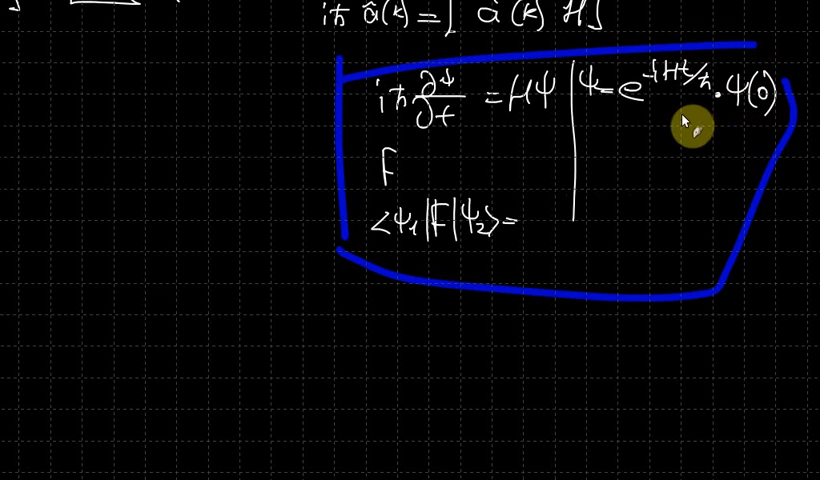 iℏ â(k) = [ â(k) H ]
iℏ ∂Ψ/∂t = HΨ | Ψ = e^{-iHt/ℏ} · Ψ(0)
F
<Ψ₁|F|Ψ₂> =